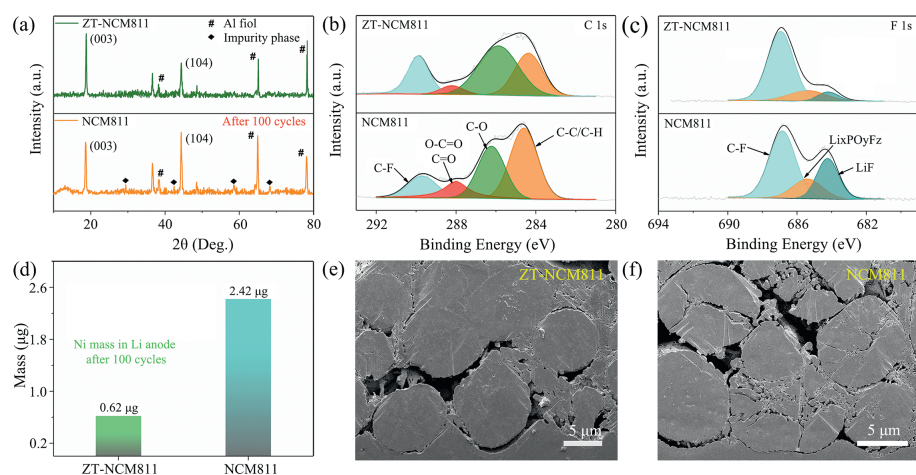 (a)
# Al fiol
◆ Impurity phase
ZT-NCM811
(003)
(104)
#
#
#
NCM811
After 100 cycles
(003)
(104)
#
#
#
◆
◆
◆
◆
Intensity (a.u.)
20 40 60 80
2θ (Deg.)
(b)
ZT-NCM811
C 1s
NCM811
C-F
O-C=O
C=O
C-O
C-C/C-H
Intensity (a.u.)
292 288 284 280
Binding Energy (eV)
(c)
ZT-NCM811
F 1s
NCM811
C-F
LixPOyFz
LiF
Intensity (a.u.)
694 690 686 682
Binding Energy (eV)
(d)
2.6
1.8
1.0
0.2
Mass (μg)
Ni mass in Li anode
after 100 cycles
0.62 μg
2.42 μg
ZT-NCM811 NCM811
(e)
ZT-NCM811
5 μm
(f)
NCM811
5 μm